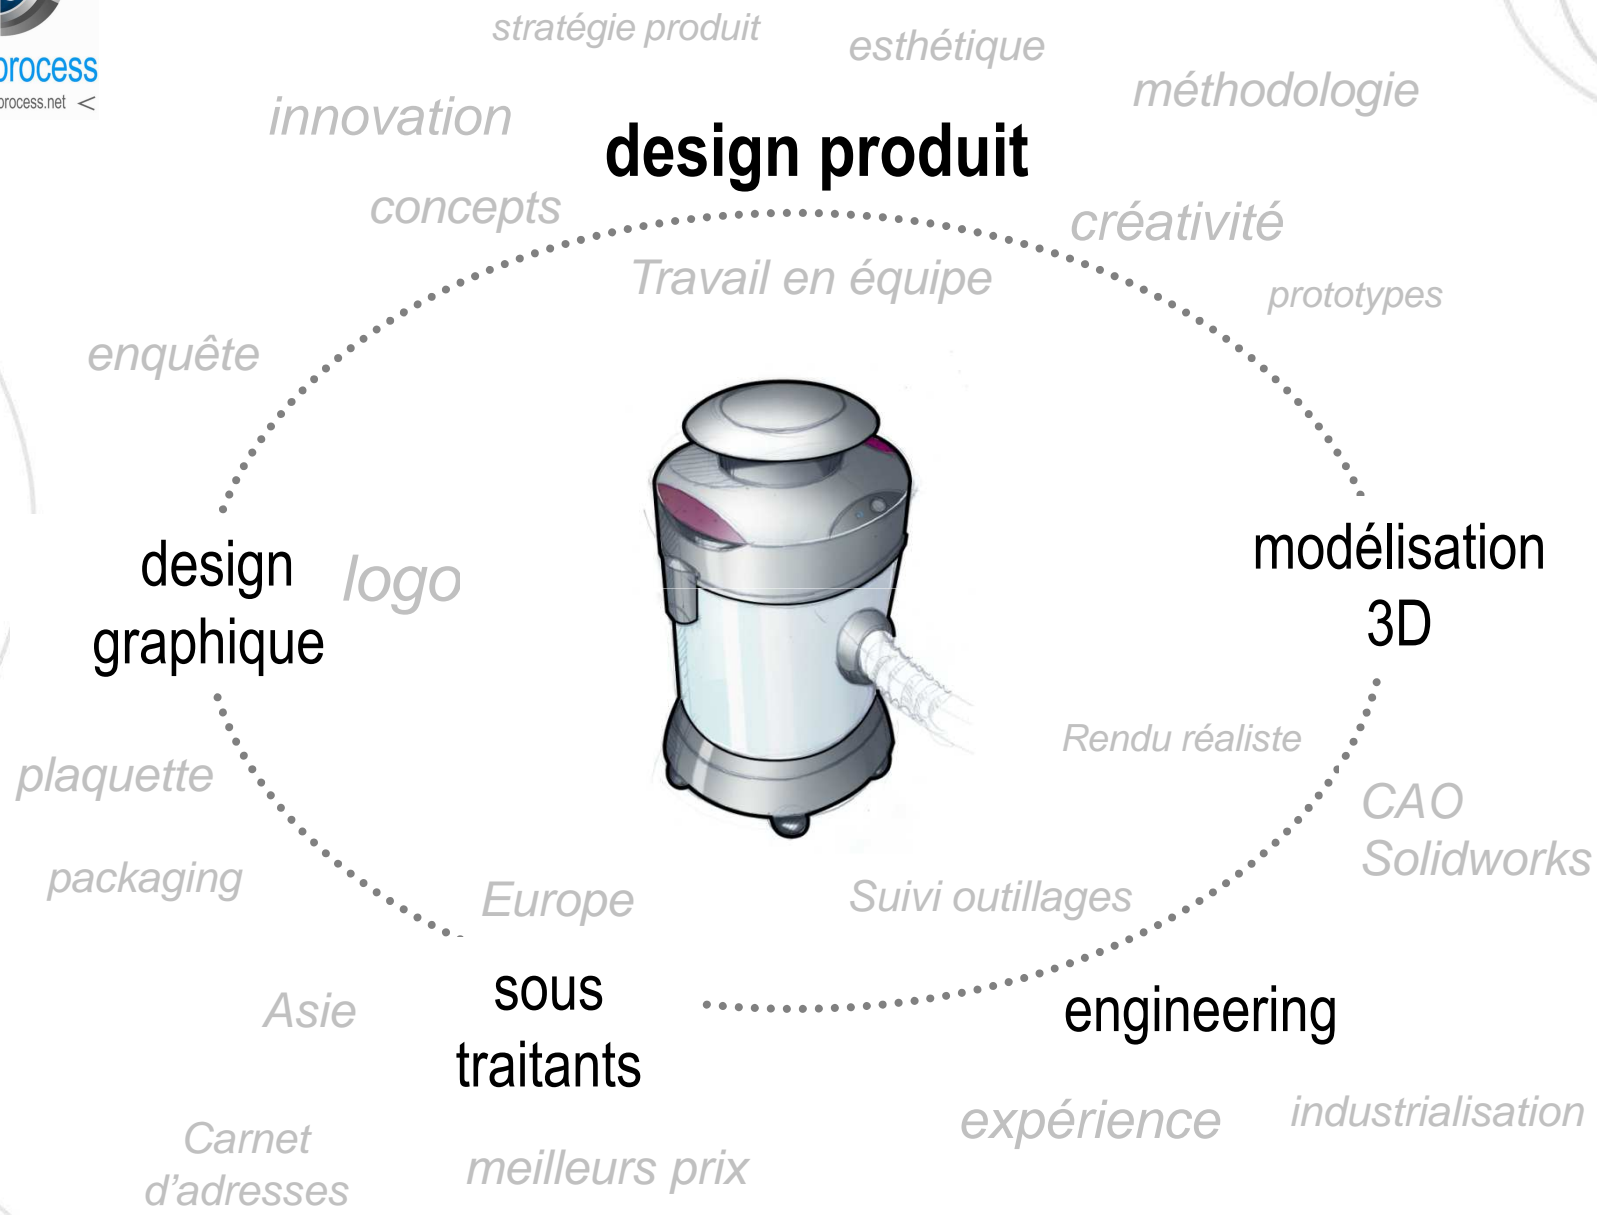 stratégie produit
esthétique
process
process.net <
méthodologie
innovation
design produit
concepts
créativité
Travail en équipe
prototypes
enquête
design
graphique
logo
modélisation
3D
Rendu réaliste
plaquette
CAO
Solidworks
packaging
Europe
Suivi outillages
sous
traitants
Asie
engineering
expérience
industrialisation
Carnet
d'adresses
meilleurs prix